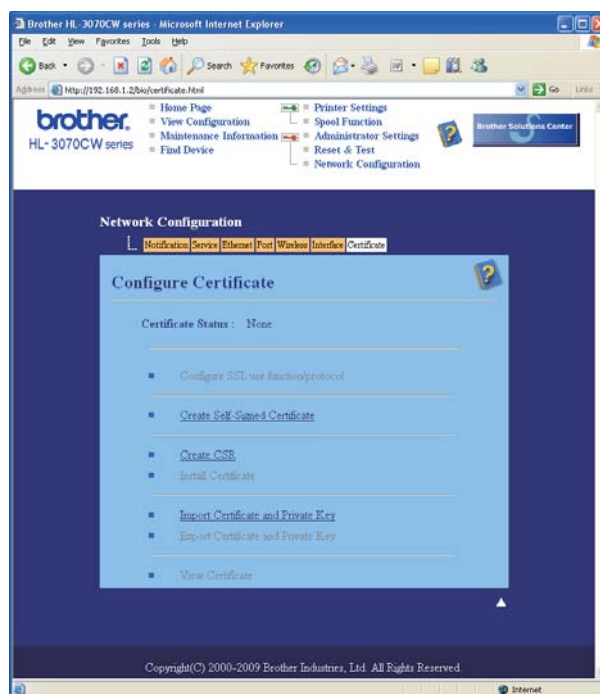 Brother HL-3070CW series - Microsoft Internet Explorer
File Edit View Favorites Tools Help
Back Search Favorites
Address http://192.168.1.2/bio/certificate.html Go Links
brother.
HL-3070CW series
Home Page
View Configuration
Maintenance Information
Find Device
Printer Settings
Spool Function
Administrator Settings
Reset & Test
Network Configuration
Brother Solutions Center
Network Configuration
Notification Service Ethernet Port Wireless Interface Certificate
Configure Certificate
Certificate Status : None
Configure SSL use function/protocol
Create Self-Signed Certificate
Create CSR
Install Certificate
Import Certificate and Private Key
Export Certificate and Private Key
View Certificate
Copyright(C) 2000-2009 Brother Industries, Ltd. All Rights Reserved.
Internet